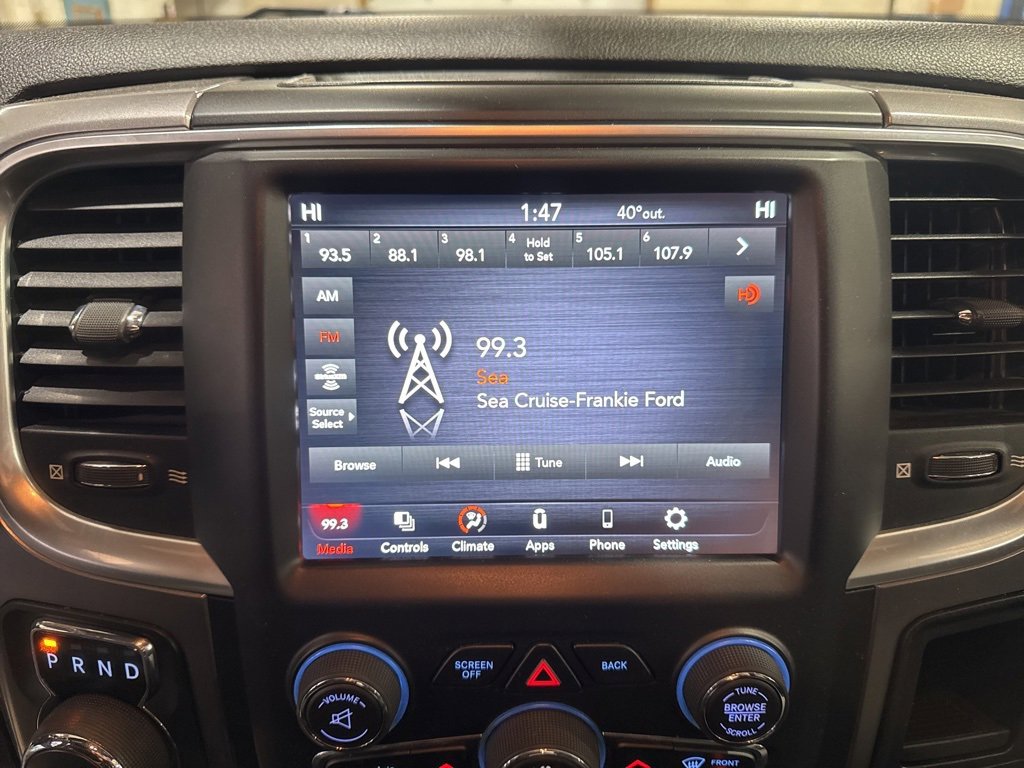 HI 1:47 40°out. HI
1 93.5 2 88.1 3 98.1 4 Hold to Set 5 105.1 6 107.9
AM
FM
SiriusXM
Source
Select
99.3
Sea
Sea Cruise-Frankie Ford
Browse Tune Audio
99.3
Media Controls Climate Apps Phone Settings
P R N D
VOLUME
SCREEN
OFF
BACK
TUNE
BROWSE
ENTER
SCROLL
FRONT